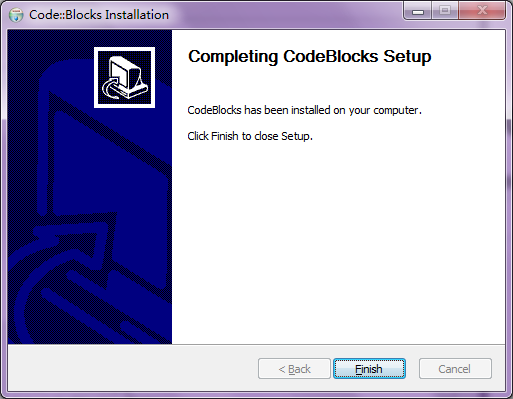 Code::Blocks Installation
Completing CodeBlocks Setup
CodeBlocks has been installed on your computer.
Click Finish to close Setup.
< Back
Finish
Cancel